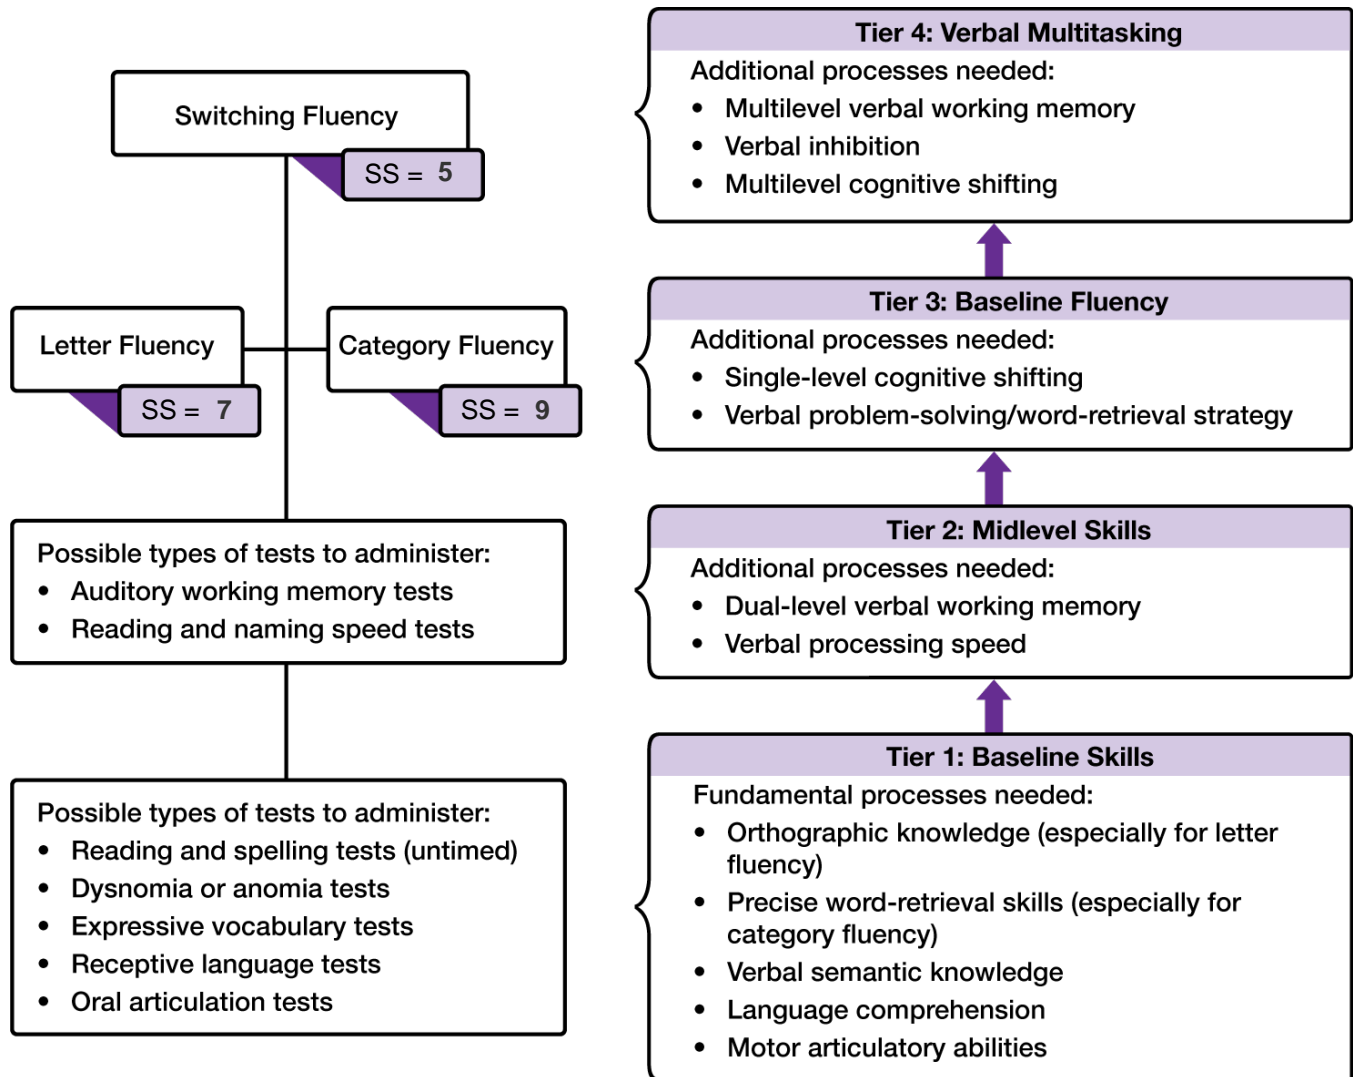 Switching Fluency
SS = 5
Letter Fluency
SS = 7
Category Fluency
SS = 9
Possible types of tests to administer:
• Auditory working memory tests
• Reading and naming speed tests
Possible types of tests to administer:
• Reading and spelling tests (untimed)
• Dysnomia or anomia tests
• Expressive vocabulary tests
• Receptive language tests
• Oral articulation tests
Tier 4: Verbal Multitasking
Additional processes needed:
• Multilevel verbal working memory
• Verbal inhibition
• Multilevel cognitive shifting
Tier 3: Baseline Fluency
Additional processes needed:
• Single-level cognitive shifting
• Verbal problem-solving/word-retrieval strategy
Tier 2: Midlevel Skills
Additional processes needed:
• Dual-level verbal working memory
• Verbal processing speed
Tier 1: Baseline Skills
Fundamental processes needed:
• Orthographic knowledge (especially for letter
fluency)
• Precise word-retrieval skills (especially for
category fluency)
• Verbal semantic knowledge
• Language comprehension
• Motor articulatory abilities